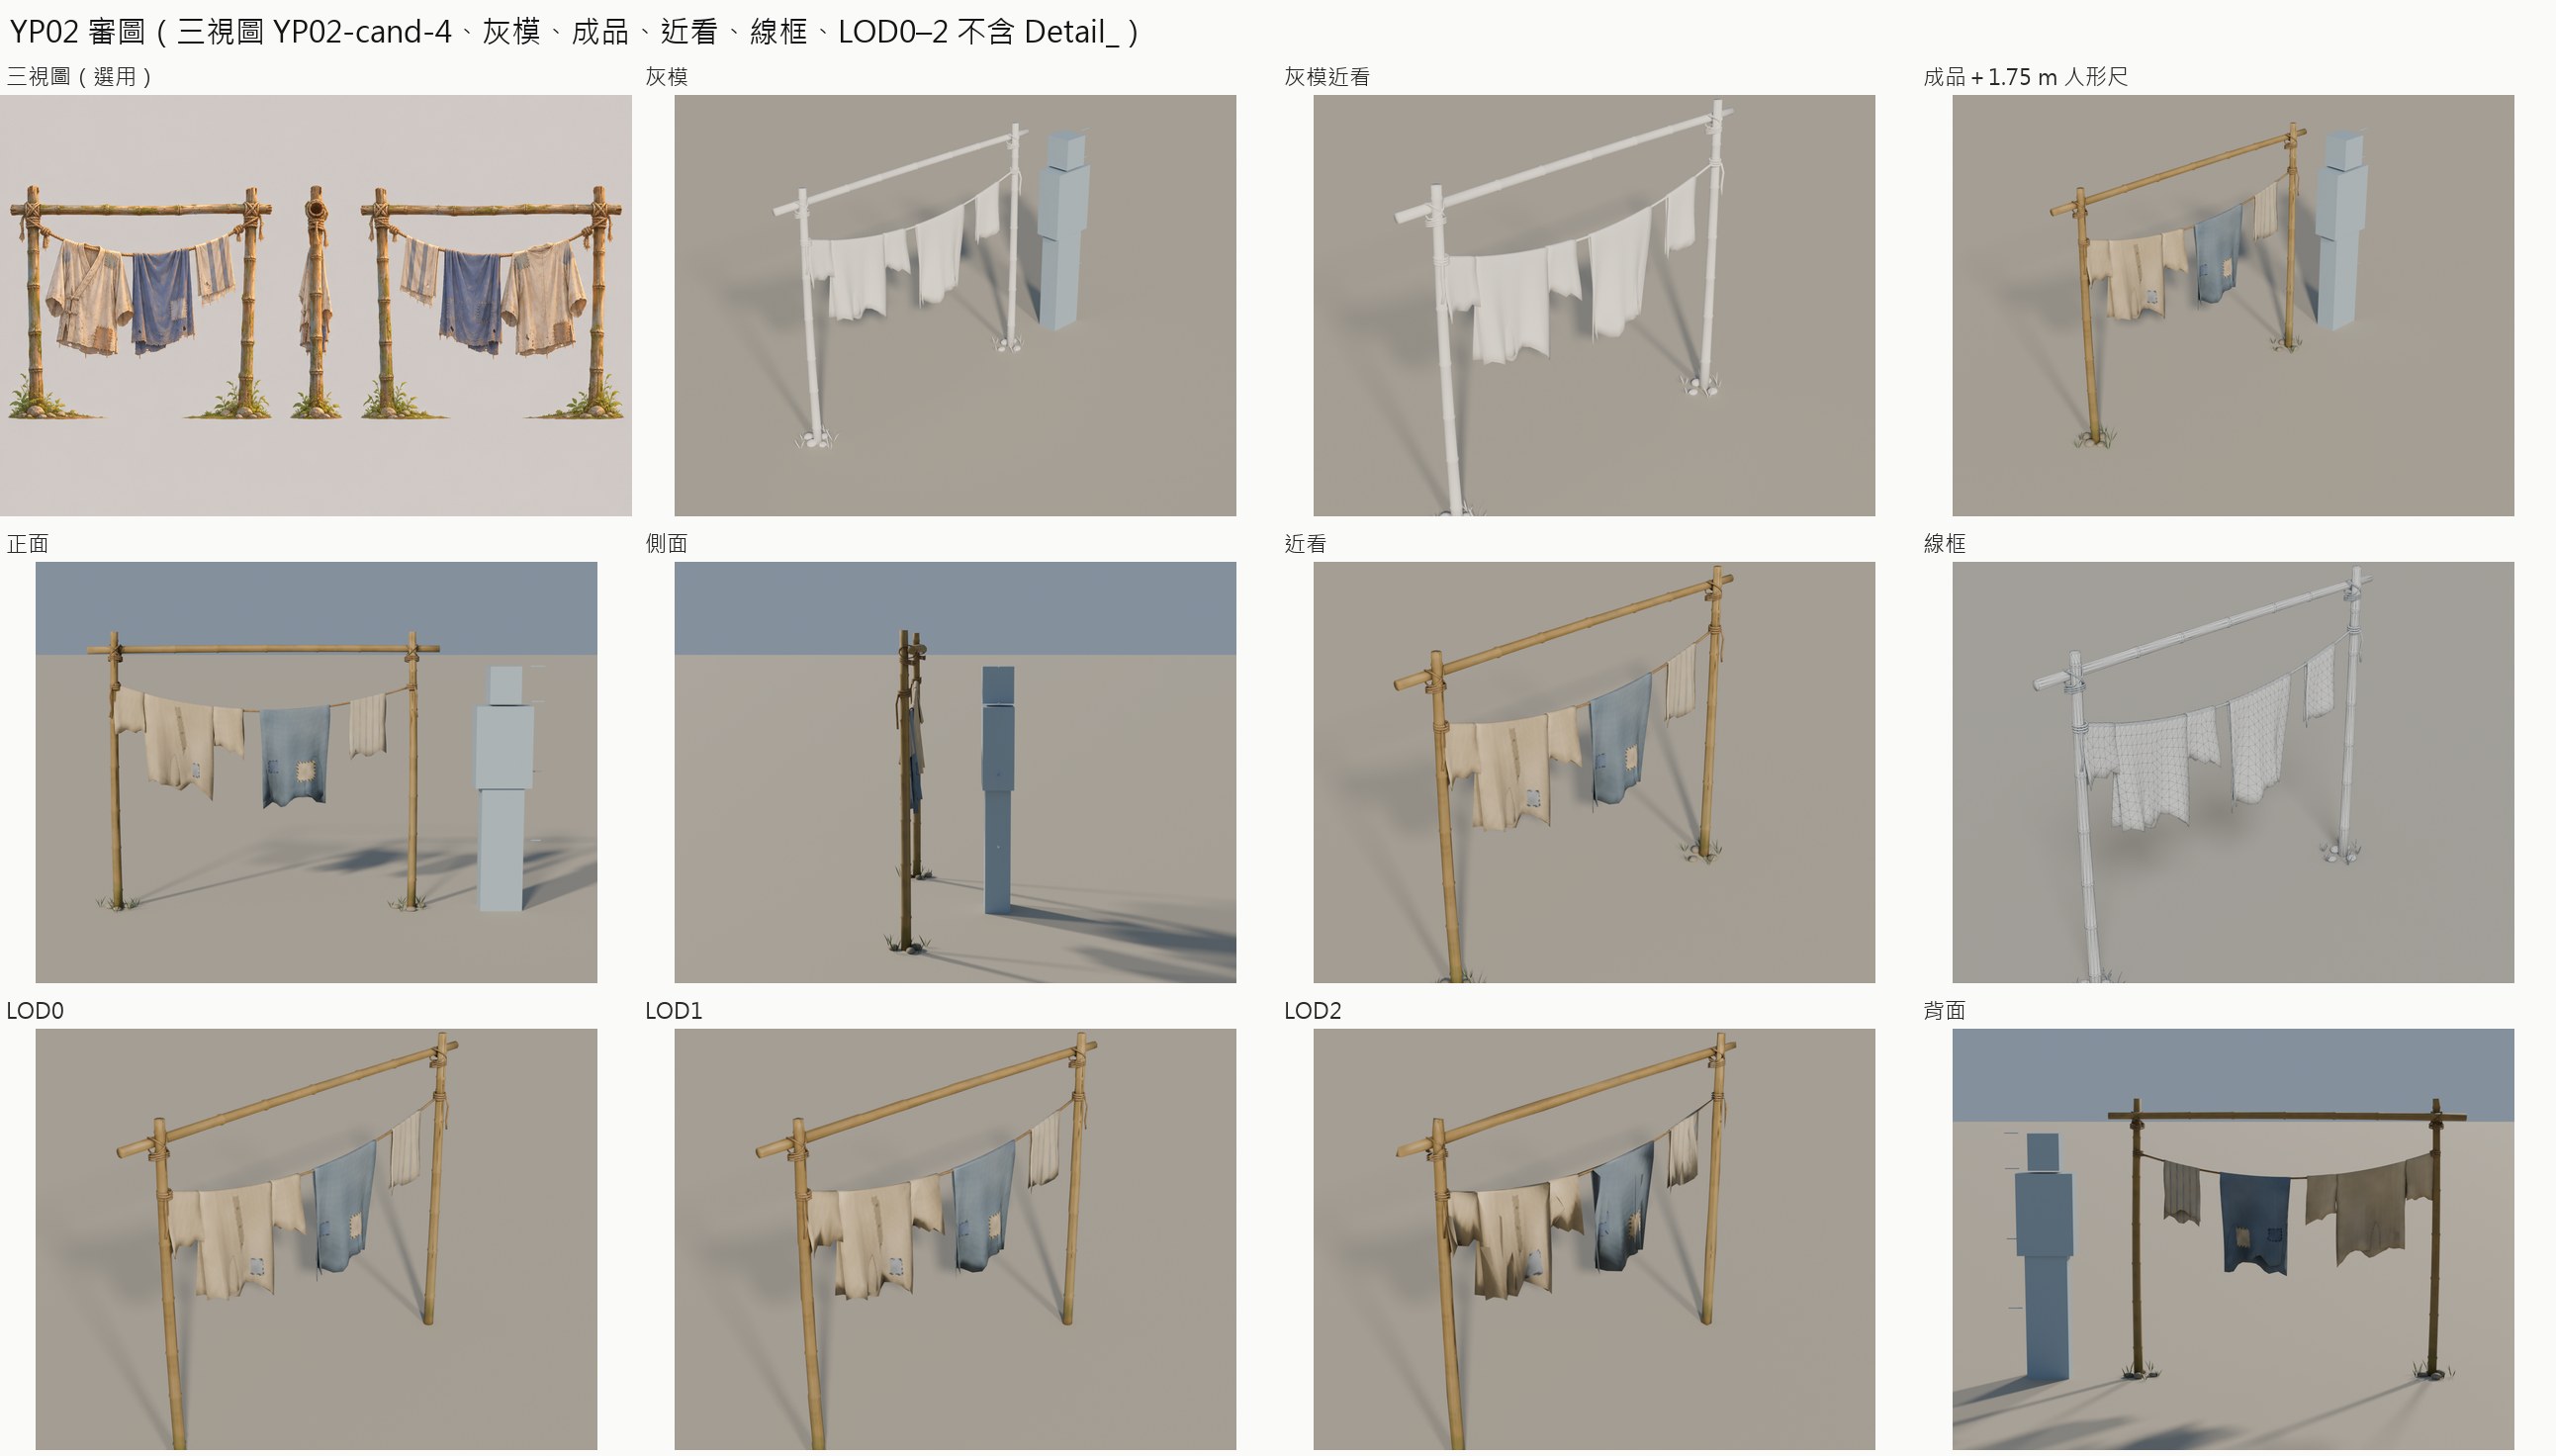 YP02 審圖（三視圖 YP02-cand-4、灰模、成品、近看、線框、LOD0–2 不含 Detail_）
三視圖（選用）
灰模
灰模近看
成品＋1.75 m 人形尺
正面
側面
近看
線框
LOD0
LOD1
LOD2
背面